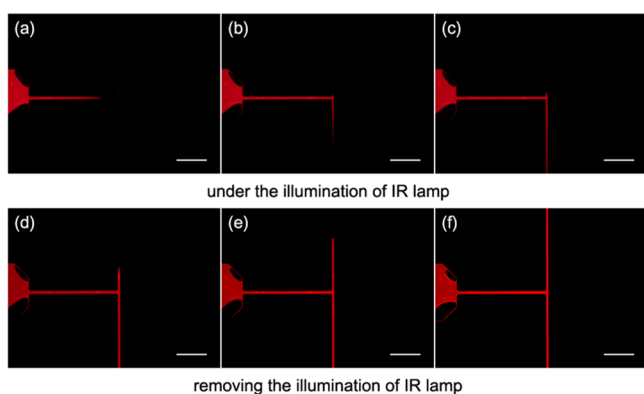 (a) (b) (c)
under the illumination of IR lamp
(d) (e) (f)
removing the illumination of IR lamp